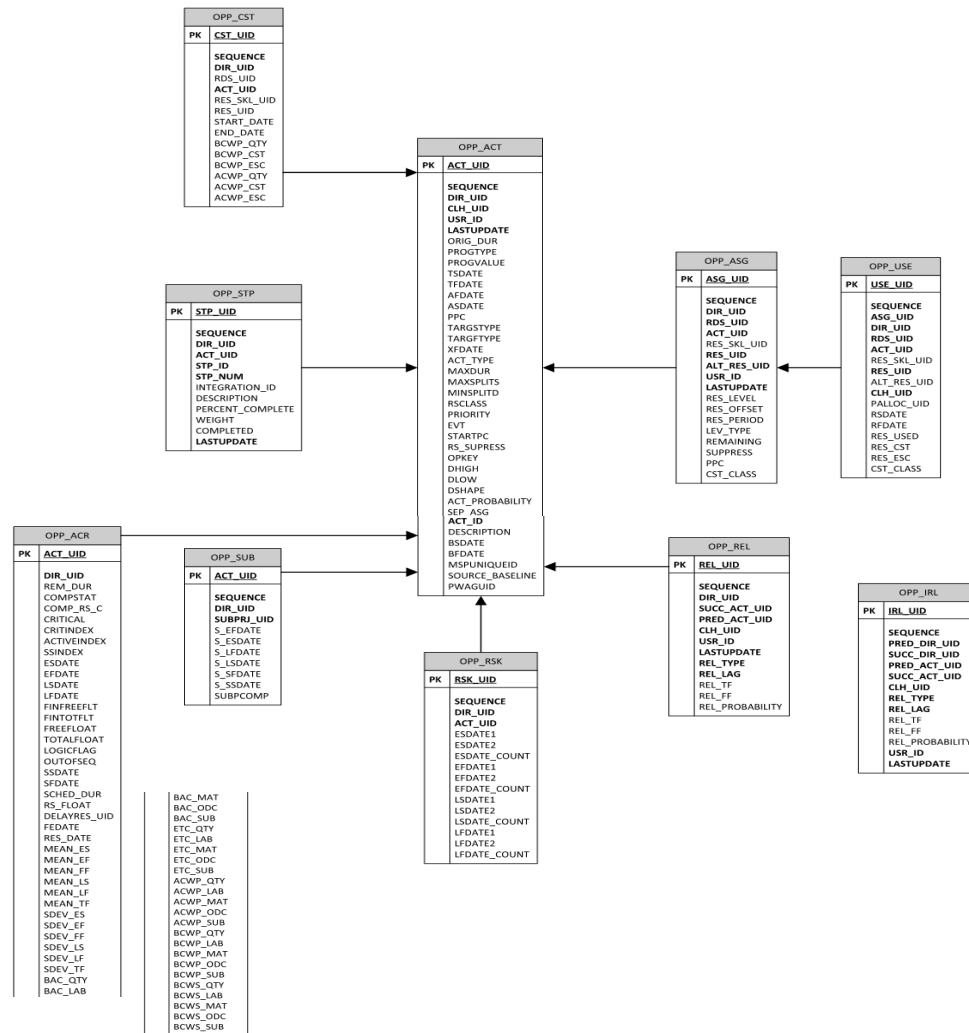 OPP_CST
PK CST_UID
SEQUENCE
DIR_UID
RDS_UID
ACT_UID
RES_SKL_UID
RES_UID
START_DATE
END_DATE
BCWP_QTY
BCWP_CST
BCWP_ESC
ACWP_QTY
ACWP_CST
ACWP_ESC
OPP_ACT
PK ACT_UID
SEQUENCE
DIR_UID
CLH_UID
USR_ID
LASTUPDATE
ORIG_DUR
PROGTYPE
PROGVALUE
TSDATE
TFDATE
AFDATE
ASDATE
PPC
TARGSTYPE
TARGFTYPE
XFDATE
ACT_TYPE
MAXDUR
MAXSPLITS
MINSPLITD
RSCLASS
PRIORITY
EVT
STARTPC
RS_SUPRESS
OPKEY
DHIGH
DLOW
DSHAPE
ACT_PROBABILITY
SEP_ASG
ACT_ID
DESCRIPTION
BSDATE
BFDATE
MSPUNIQUEID
SOURCE_BASELINE
PWAGUID
OPP_STP
PK STP_UID
SEQUENCE
DIR_UID
ACT_UID
STP_ID
STP_NUM
INTEGRATION_ID
DESCRIPTION
PERCENT_COMPLETE
WEIGHT
COMPLETED
LASTUPDATE
OPP_ASG
PK ASG_UID
SEQUENCE
DIR_UID
RDS_UID
ACT_UID
RES_SKL_UID
RES_UID
ALT_RES_UID
USR_ID
LASTUPDATE
RES_LEVEL
RES_OFFSET
RES_PERIOD
LEV_TYPE
REMAINING
SUPPRESS
PPC
CST_CLASS
OPP_USE
PK USE_UID
SEQUENCE
ASG_UID
DIR_UID
RDS_UID
ACT_UID
RES_SKL_UID
RES_UID
ALT_RES_UID
CLH_UID
PALLOC_UID
RSDATE
RFDATE
RES_USED
RES_CST
RES_ESC
CST_CLASS
OPP_ACR
PK ACT_UID
DIR_UID
REM_DUR
COMPSTAT
COMP_RS_C
CRITICAL
CRITINDEX
ACTIVEINDEX
SSINDEX
ESDATE
EFDATE
LSDATE
LFDATE
FINFREEFLT
FINTOTFLT
FREEFLOAT
TOTALFLOAT
LOGICFLAG
OUTOFSEQ
SSDATE
SFDATE
SCHED_DUR
RS_FLOAT
DELAYRES_UID
FEDATE
RES_DATE
MEAN_ES
MEAN_EF
MEAN_FF
MEAN_LS
MEAN_LF
MEAN_TF
SDEV_ES
SDEV_EF
SDEV_FF
SDEV_LS
SDEV_LF
SDEV_TF
BAC_QTY
BAC_LAB
BAC_MAT
BAC_ODC
BAC_SUB
ETC_QTY
ETC_LAB
ETC_MAT
ETC_ODC
ETC_SUB
ACWP_QTY
ACWP_LAB
ACWP_MAT
ACWP_ODC
ACWP_SUB
BCWP_QTY
BCWP_LAB
BCWP_MAT
BCWP_ODC
BCWP_SUB
BCWS_QTY
BCWS_LAB
BCWS_MAT
BCWS_ODC
BCWS_SUB
OPP_SUB
PK ACT_UID
SEQUENCE
DIR_UID
SUBPRJ_UID
S_EFDATE
S_ESDATE
S_LFDATE
S_LSDATE
S_SFDATE
S_SSDATE
SUBPCOMP
OPP_RSK
PK RSK_UID
SEQUENCE
DIR_UID
ACT_UID
ESDATE1
ESDATE2
ESDATE_COUNT
EFDATE1
EFDATE2
EFDATE_COUNT
LSDATE1
LSDATE2
LSDATE_COUNT
LFDATE1
LFDATE2
LFDATE_COUNT
OPP_REL
PK REL_UID
SEQUENCE
DIR_UID
SUCC_ACT_UID
PRED_ACT_UID
CLH_UID
USR_ID
LASTUPDATE
REL_TYPE
REL_LAG
REL_TF
REL_FF
REL_PROBABILITY
OPP_IRL
PK IRL_UID
SEQUENCE
PRED_DIR_UID
SUCC_DIR_UID
PRED_ACT_UID
SUCC_ACT_UID
CLH_UID
REL_TYPE
REL_LAG
REL_TF
REL_FF
REL_PROBABILITY
USR_ID
LASTUPDATE